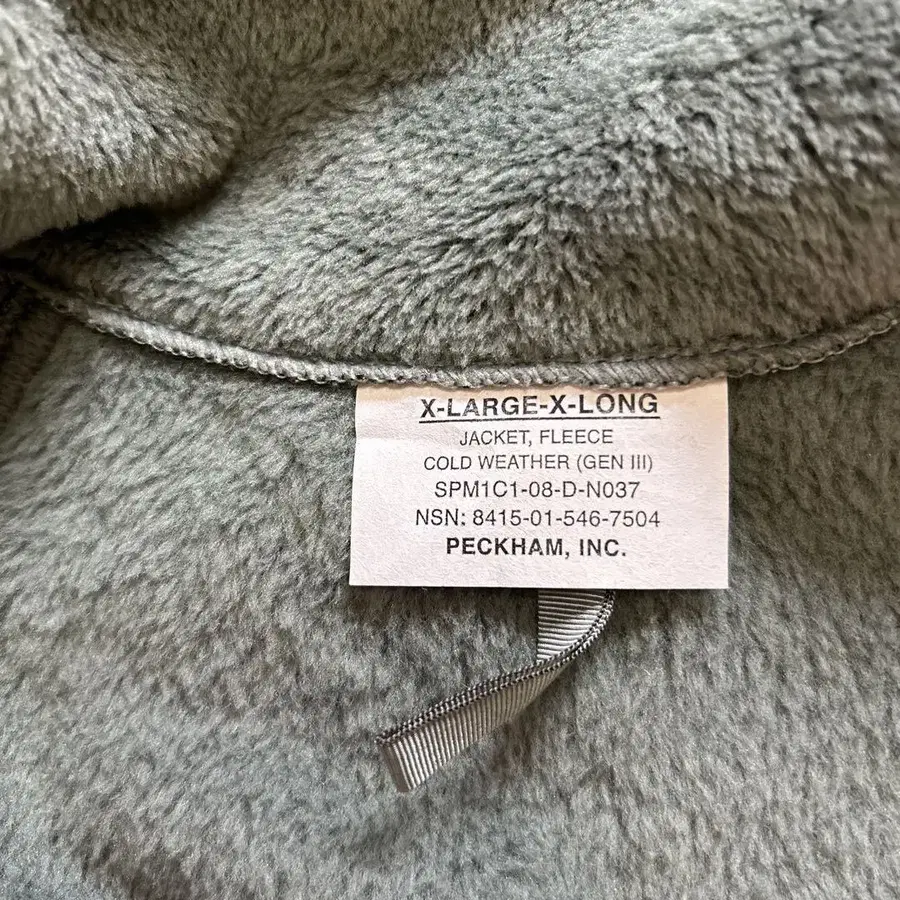 X-LARGE-X-LONG
JACKET, FLEECE
COLD WEATHER (GEN III)
SPM1C1-08-D-N037
NSN: 8415-01-546-7504
PECKHAM, INC.